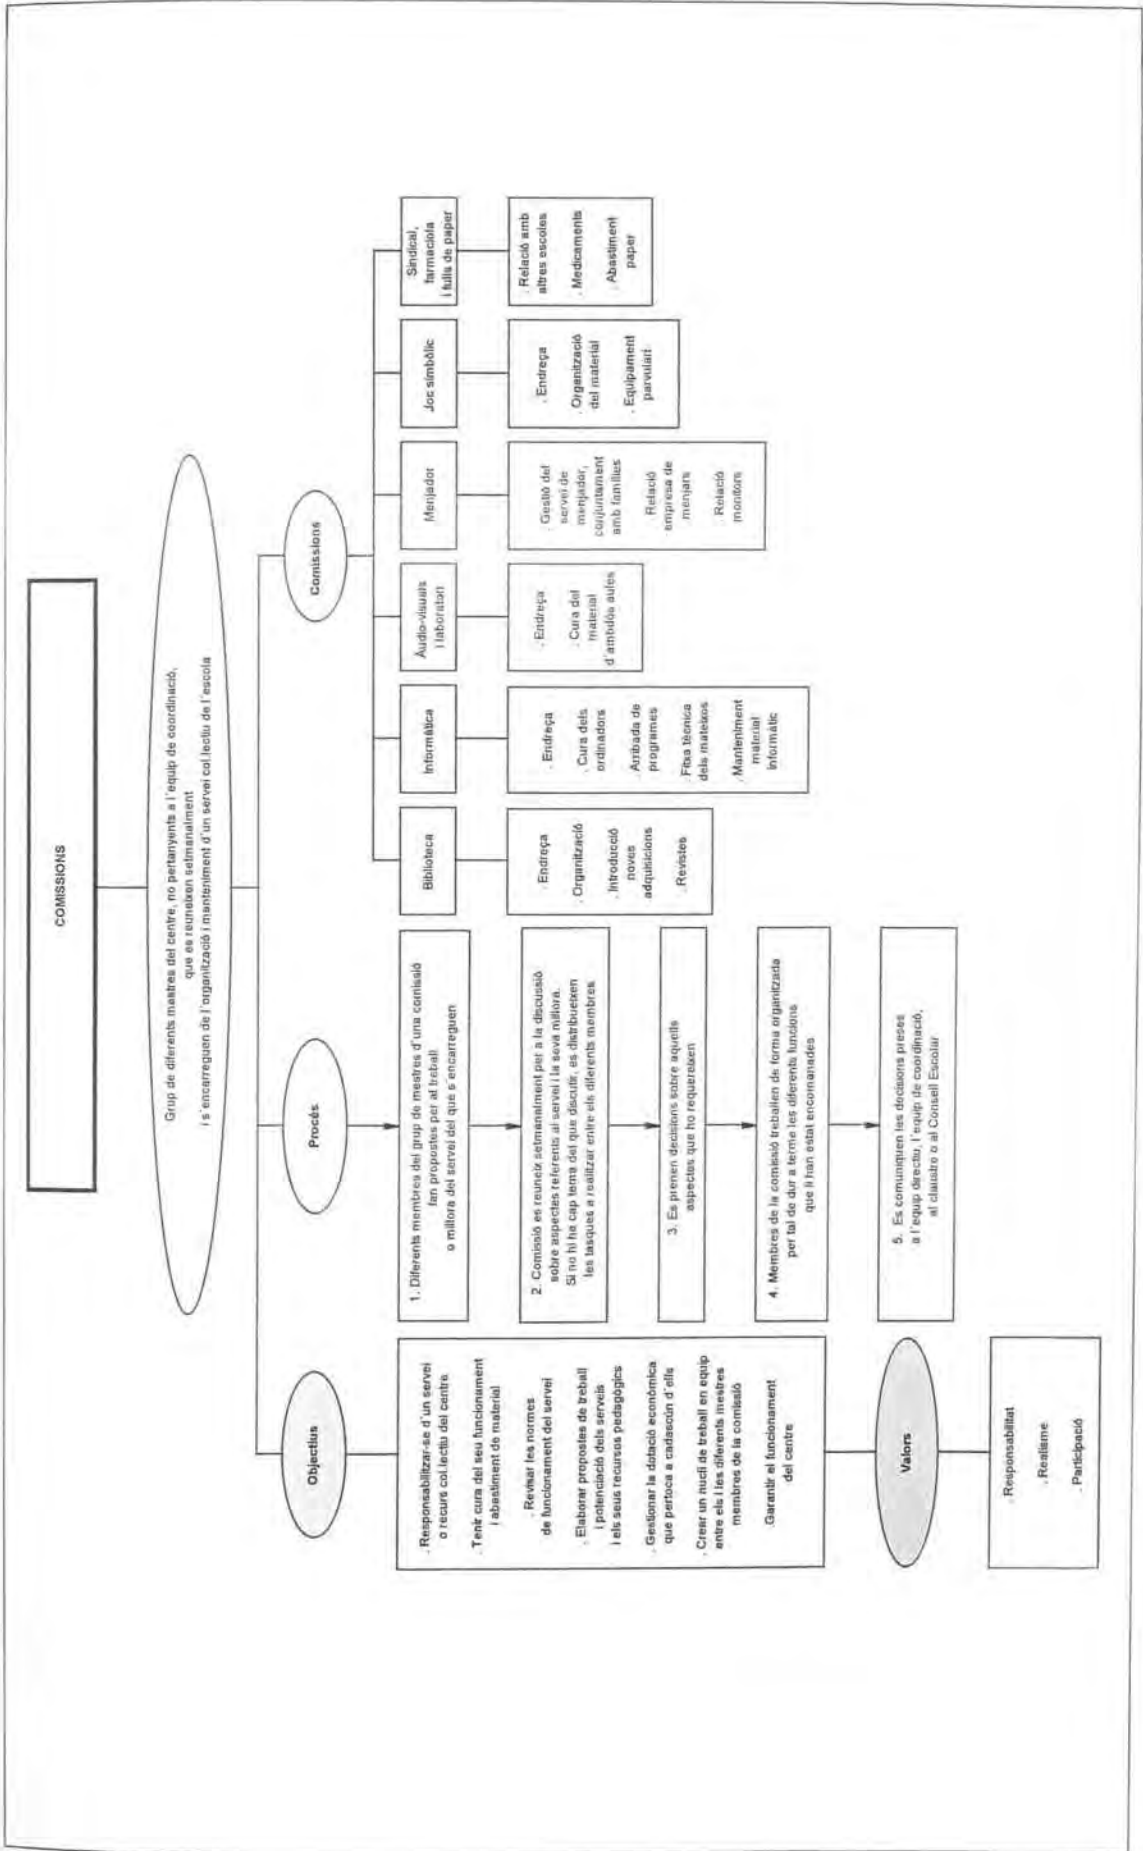 COMISSIONS
Grup de diferents mestres del centre, no pertanyents a l'equip de coordinació,
que es reuneixen setmanalment
i s'encarreguen de l'organització i manteniment d'un servei col.lectiu de l'escola
Objectius
. Responsabilitzar-se d'un servei
o recurs col.lectiu del centre
. Tenir cura del seu funcionament
i abastiment de material
. Revisar les normes
de funcionament del servei
. Elaborar propostes de treball
i potenciació dels serveis
i els seus recursos pedagògics
. Gestionar la dotació econòmica
que pertoca a cadascún d'ells
. Crear un nucli de treball en equip
entre els i les diferents mestres
membres de la comissió
. Garantir el funcionament
del centre
Valors
. Responsabilitat
. Realisme
. Participació
Procés
1. Diferents membres del grup de mestres d'una comissió
fan propostes per al treball
o millora del servei del que s'encarreguen
2. Comissió es reuneix setmanalment per a la discussió
sobre aspectes referents al servei i la seva millora.
Si no hi ha cap tema del que discutir, es distribueixen
les tasques a realitzar entre els diferents membres
3. Es prenen decisions sobre aquells
aspectes que ho requereixen
4. Membres de la comissió treballen de forma organitzada
per tal de dur a terme les diferents funcions
que li han estat encomanades
5. Es comuniquen les decisions preses
a l'equip directiu, l'equip de coordinació,
al claustre o al Consell Escolar
Comissions
Biblioteca
. Endreça
. Organització
. Introducció
noves
adquisicions
. Revistes
Informàtica
. Endreça
. Cura dels
ordinadors
. Arribada de
programes
. Fitxa tècnica
dels mateixos
. Manteniment
material
Informàtic
Àudio-visuals
i laboratori
. Endreça
. Cura del
material
d'ambdós aules
Menjador
. Gestió del
servei de
menjador,
conjuntament
amb famílies
. Relació
empresa de
menjars
. Relació
monitors
Joc simbòlic
. Endreça
. Organització
del material
. Equipament
parvulari
Sindical,
farmaciola
i fulls de paper
. Relació amb
altres escoles
. Medicaments
. Abastiment
paper